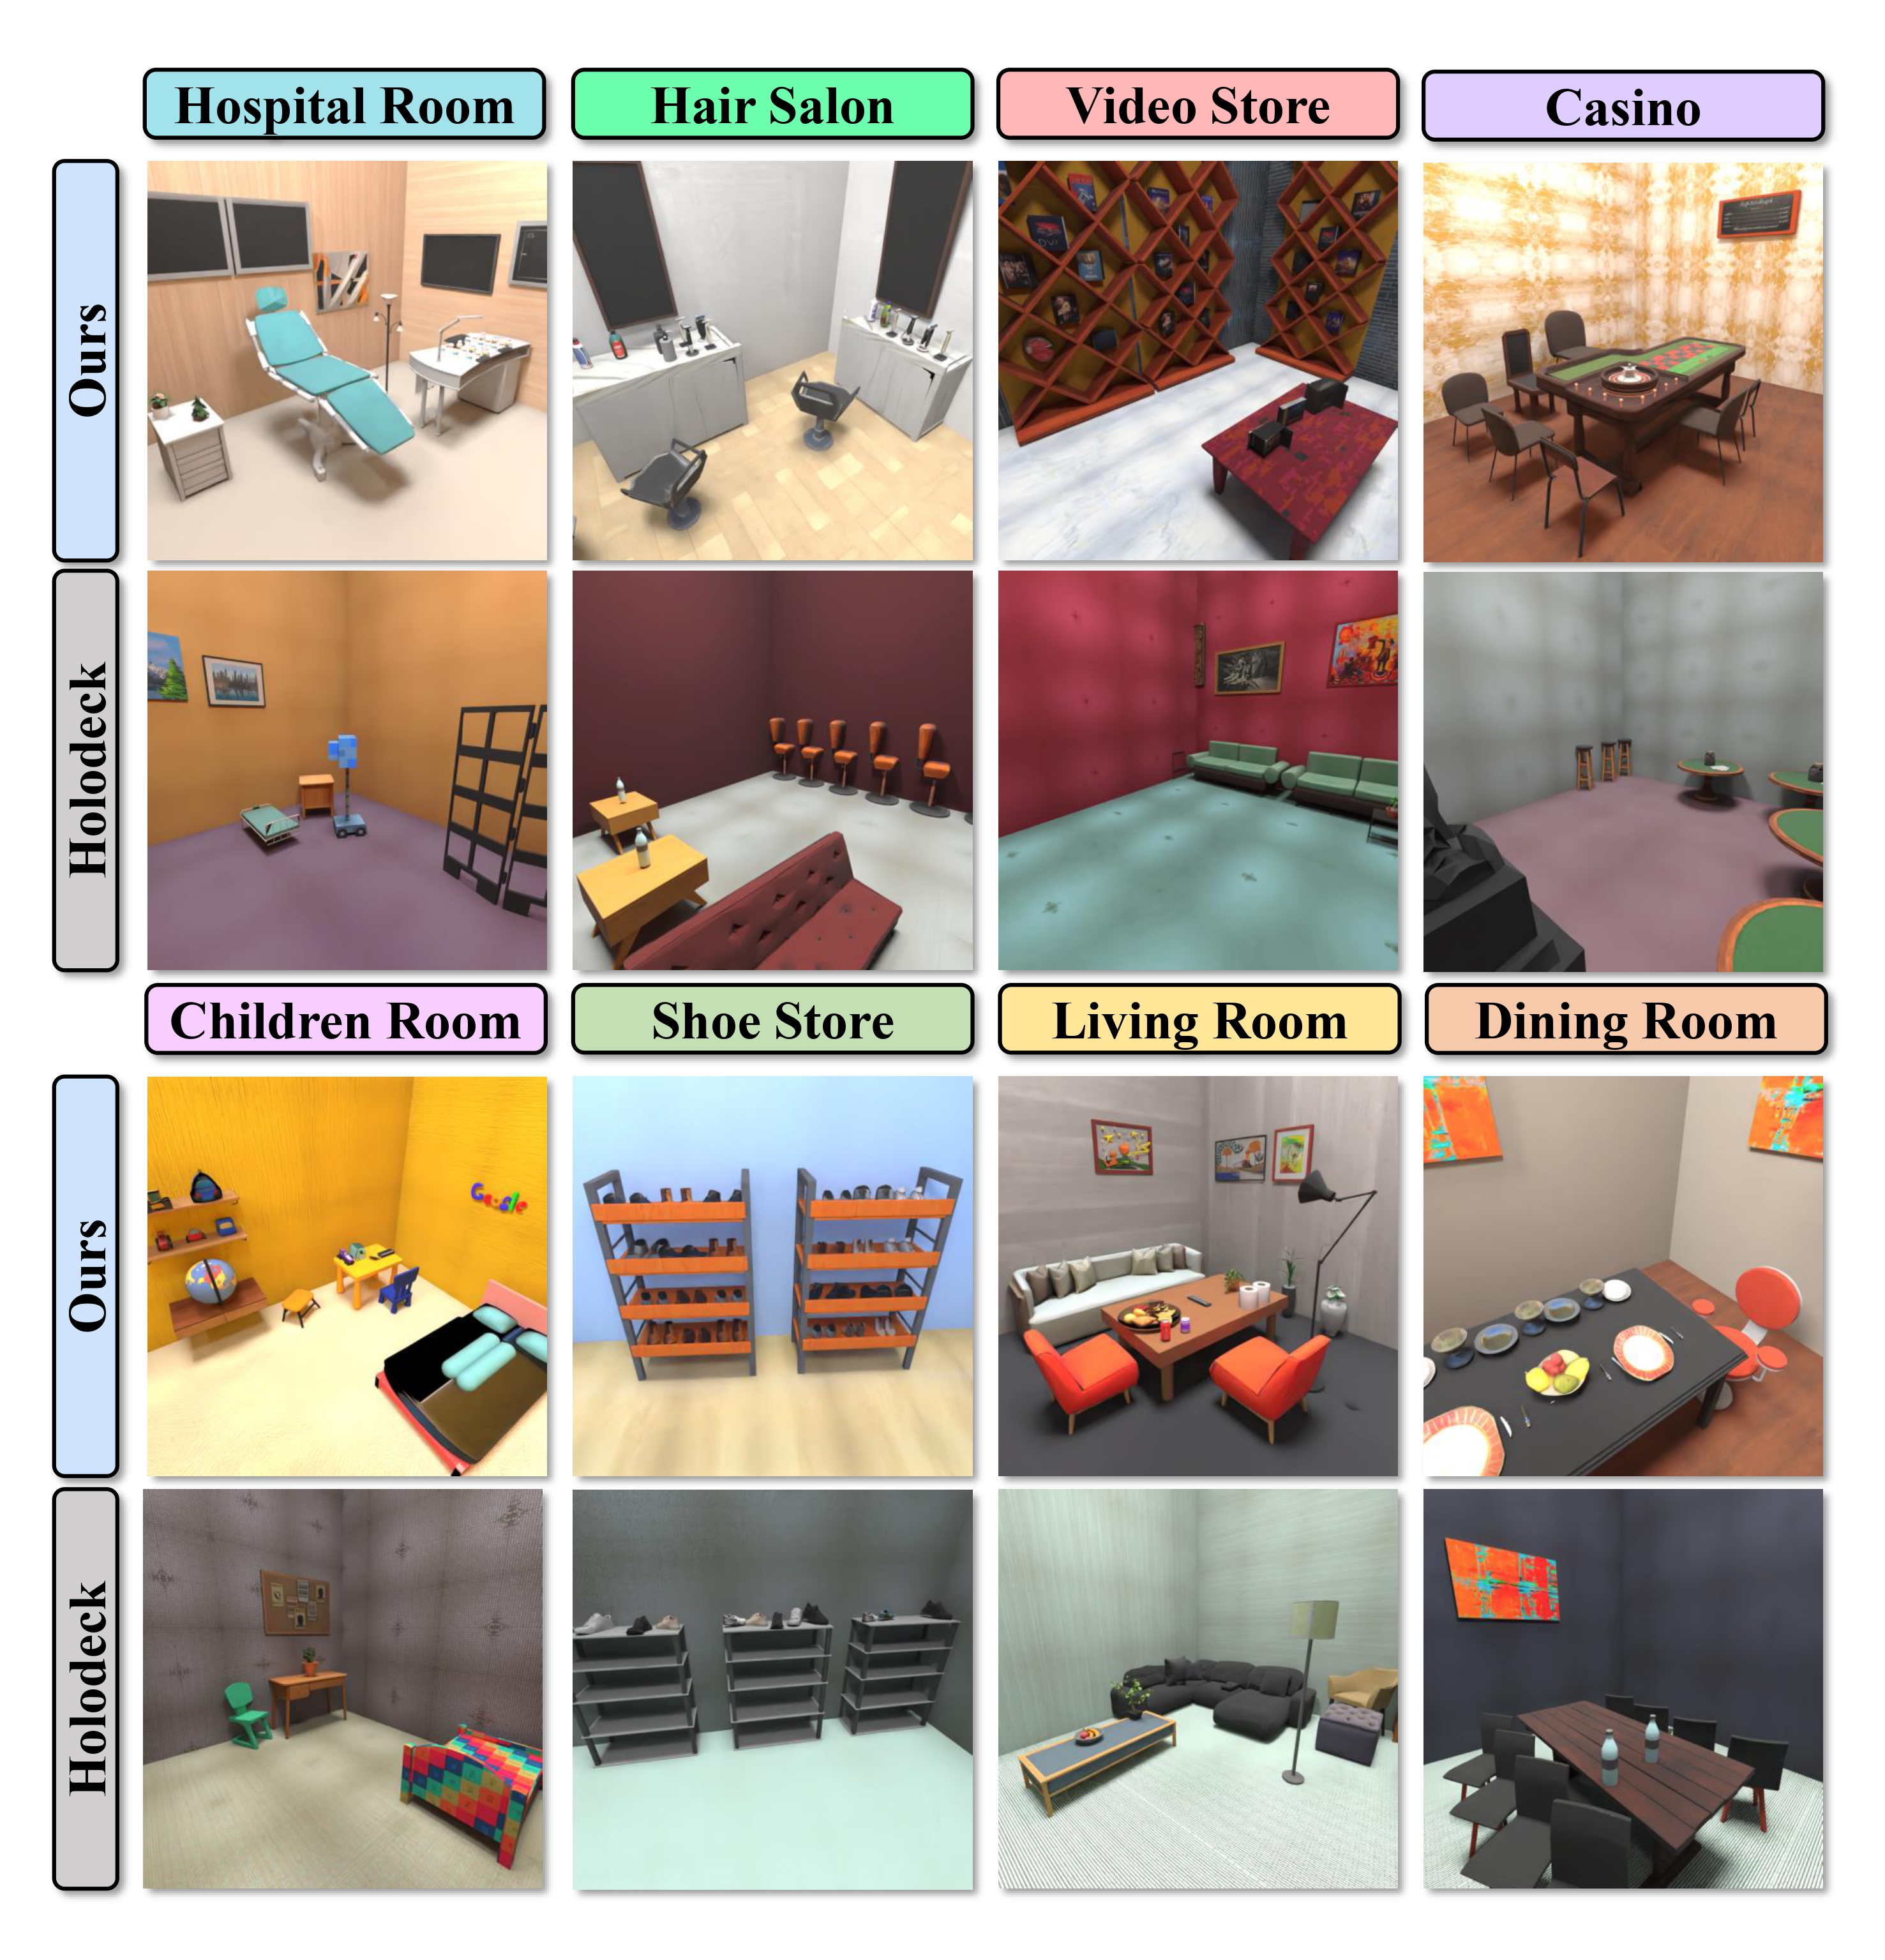 Hospital Room
Hair Salon
Video Store
Casino
Ours
Holodeck
Children Room
Shoe Store
Living Room
Dining Room
Ours
Google
Holodeck